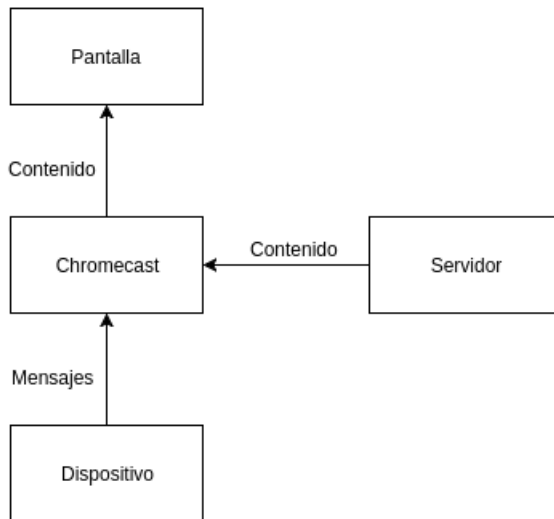 Pantalla
Contenido
Chromecast
Contenido
Servidor
Mensajes
Dispositivo